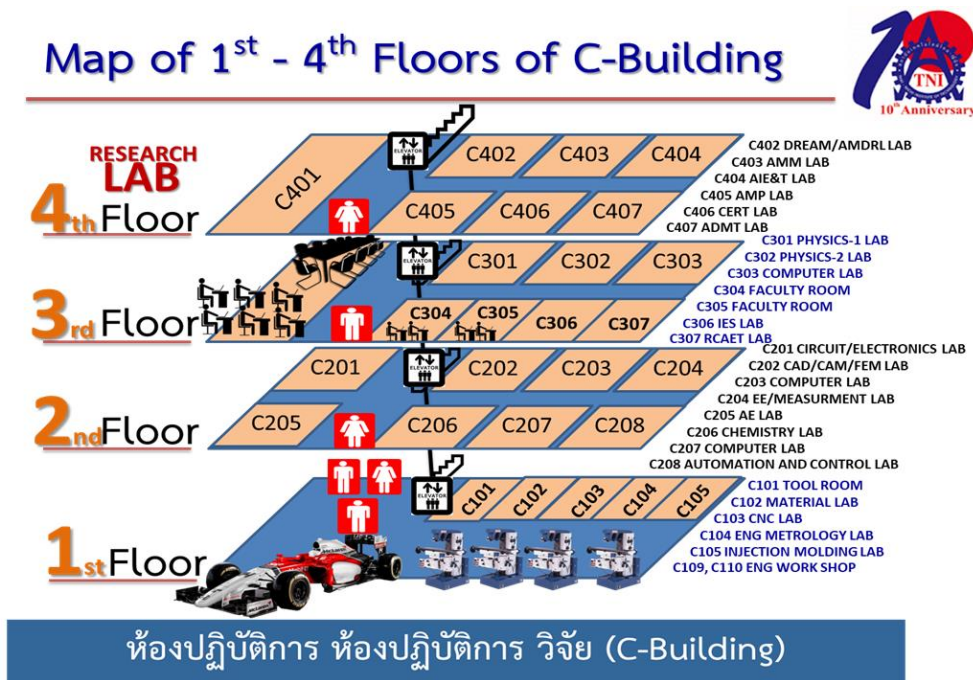 Map of 1st - 4th Floors of C-Building
TNI
10th Anniversary
RESEARCH
LAB
4th Floor
C401
ELEVATOR
C402
C403
C404
C405
C406
C407
C402 DREAM/AMDRL LAB
C403 AMM LAB
C404 AIE&T LAB
C405 AMP LAB
C406 CERT LAB
C407 ADMT LAB
3rd Floor
ELEVATOR
C301
C302
C303
C304
C305
C306
C307
C301 PHYSICS-1 LAB
C302 PHYSICS-2 LAB
C303 COMPUTER LAB
C304 FACULTY ROOM
C305 FACULTY ROOM
C306 IES LAB
C307 RCAET LAB
2nd Floor
C201
ELEVATOR
C202
C203
C204
C205
C206
C207
C208
C201 CIRCUIT/ELECTRONICS LAB
C202 CAD/CAM/FEM LAB
C203 COMPUTER LAB
C204 EE/MEASURMENT LAB
C205 AE LAB
C206 CHEMISTRY LAB
C207 COMPUTER LAB
C208 AUTOMATION AND CONTROL LAB
1st Floor
ELEVATOR
C101
C102
C103
C104
C105
C101 TOOL ROOM
C102 MATERIAL LAB
C103 CNC LAB
C104 ENG METROLOGY LAB
C105 INJECTION MOLDING LAB
C109, C110 ENG WORK SHOP
ห้องปฏิบัติการ ห้องปฏิบัติการ วิจัย (C-Building)